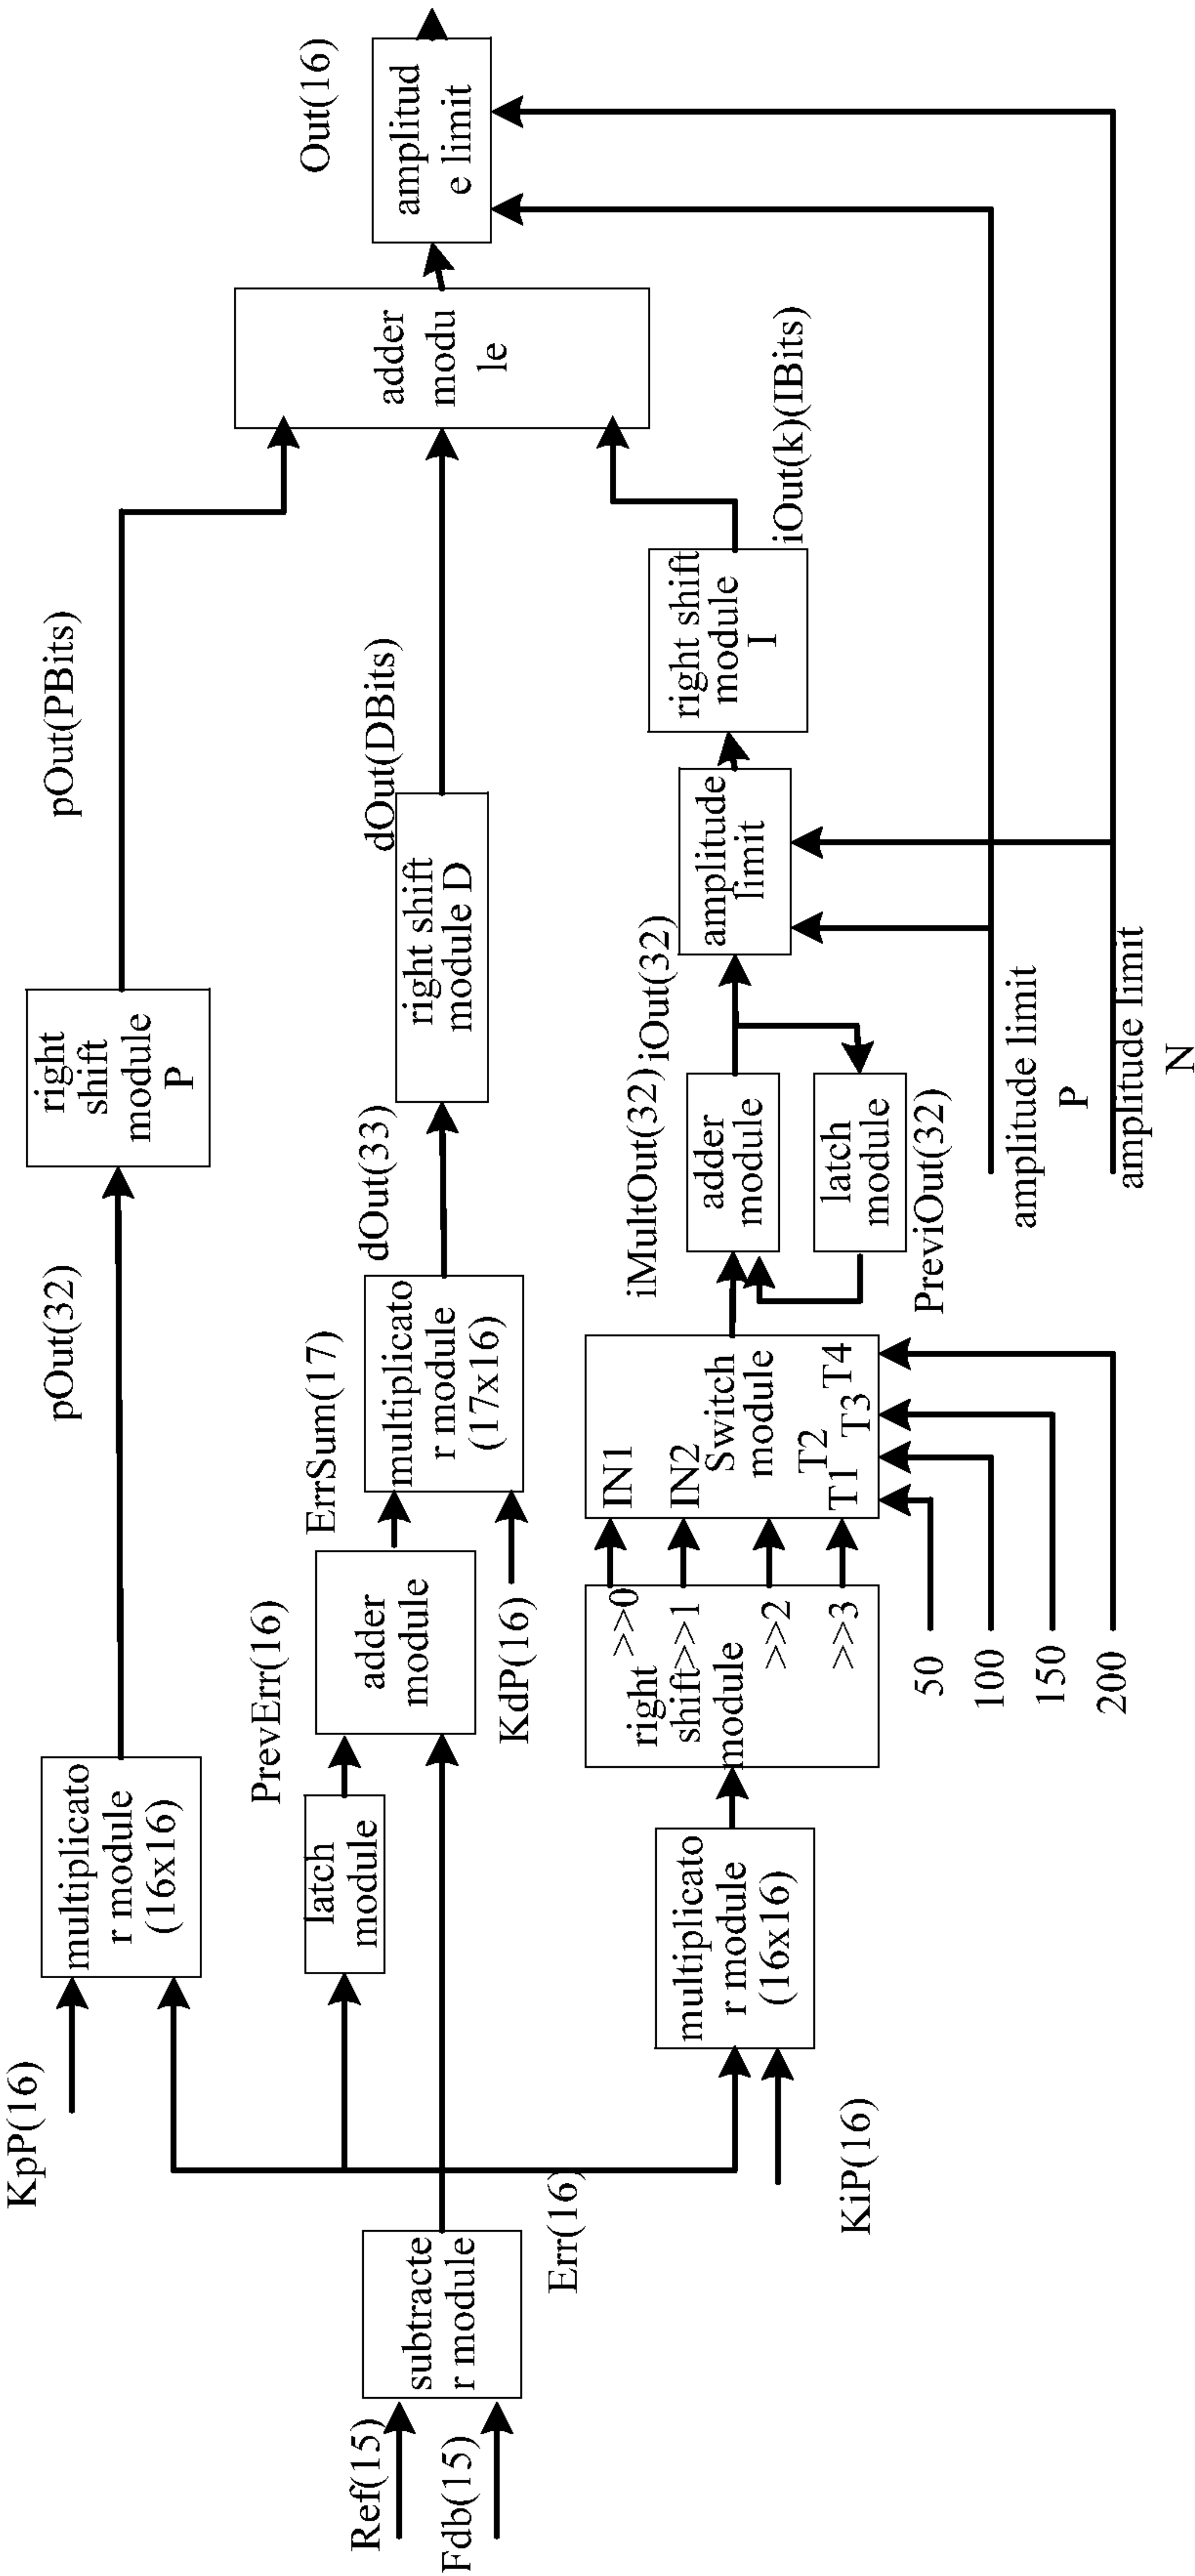 Ref(15)
Fdb(15)
subtracte
r module
Err(16)
KpP(16)
multiplicato
r module
(16x16)
pOut(32)
right
shift
module
P
pOut(PBits)
latch
module
PrevErr(16)
adder
module
ErrSum(17)
KdP(16)
multiplicato
r module
(17x16)
dOut(33)
right shift
module D
dOut(DBits)
KiP(16)
multiplicato
r module
(16x16)
right
shift
module
>>0
>>1
>>2
>>3
50
100
150
200
IN1
IN2
Switch
module
T1
T2
T3
T4
iMultOut(32)
adder
module
iOut(32)
latch
module
PreviOut(32)
amplitude
limit
right shift
module
I
iOut(k)(IBits)
amplitude limit
P
amplitude limit
N
adder
modu
le
amplitud
e limit
Out(16)